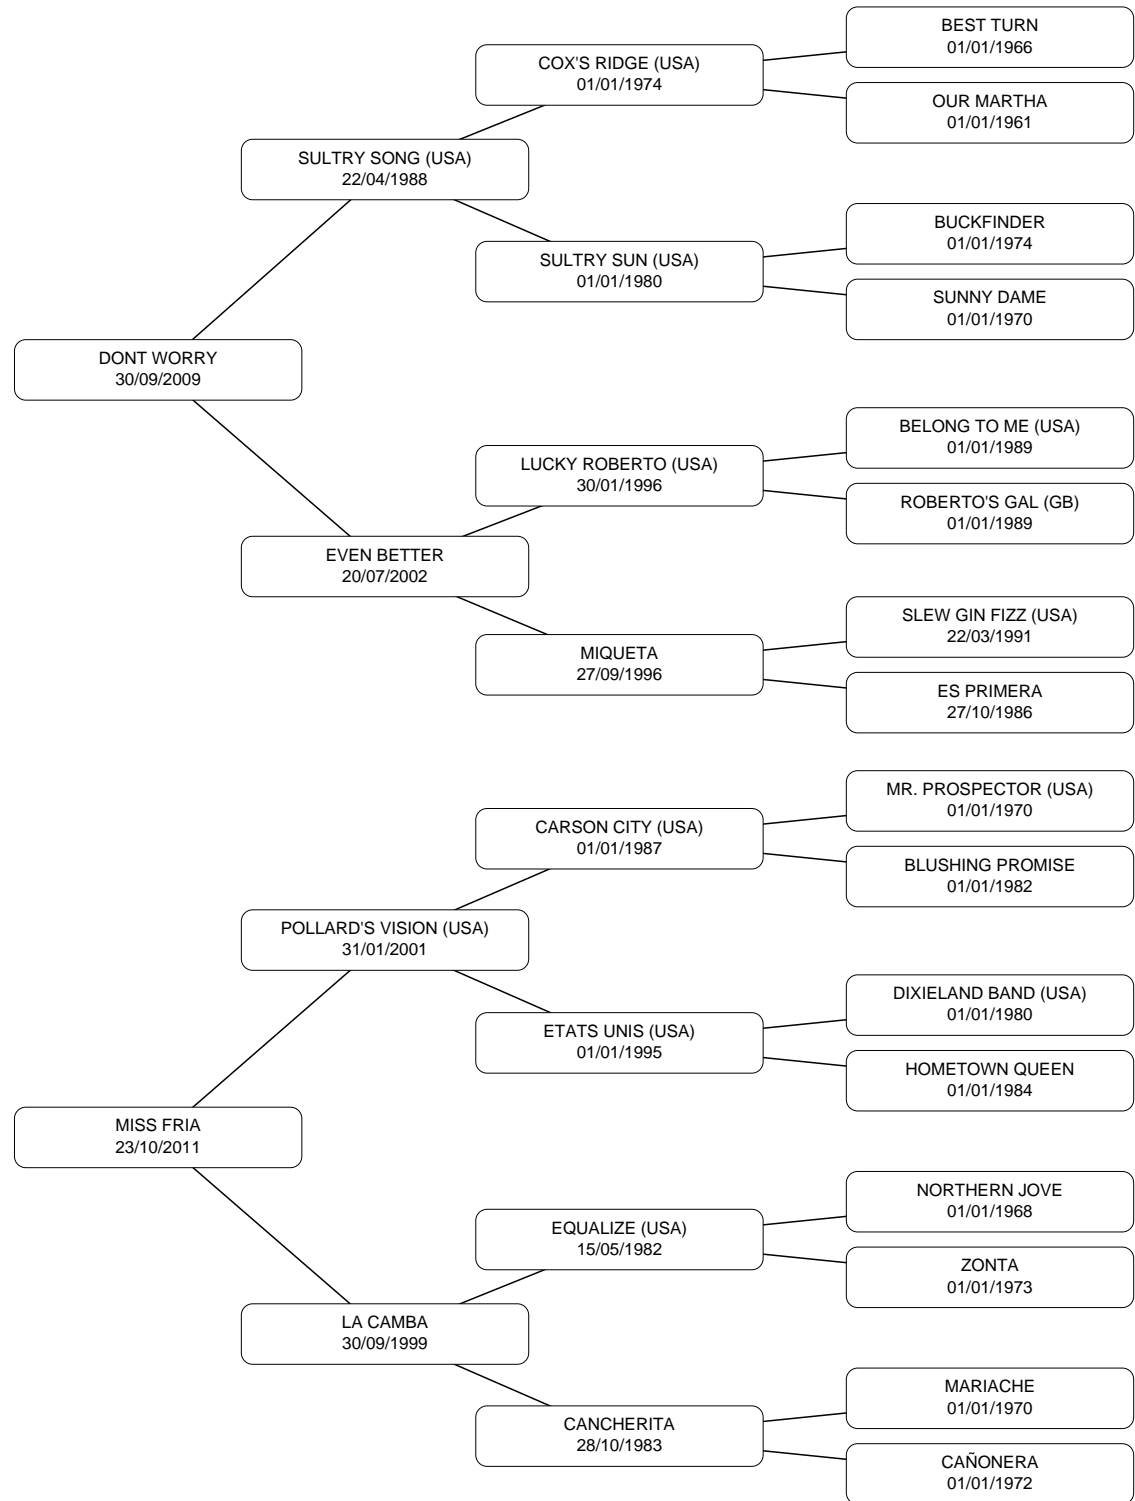 BEST TURN
01/01/1966
COX'S RIDGE (USA)
01/01/1974
OUR MARTHA
01/01/1961
SULTRY SONG (USA)
22/04/1988
BUCKFINDER
01/01/1974
SULTRY SUN (USA)
01/01/1980
SUNNY DAME
01/01/1970
DONT WORRY
30/09/2009
BELONG TO ME (USA)
01/01/1989
LUCKY ROBERTO (USA)
30/01/1996
ROBERTO'S GAL (GB)
01/01/1989
EVEN BETTER
20/07/2002
SLEW GIN FIZZ (USA)
22/03/1991
MIQUETA
27/09/1996
ES PRIMERA
27/10/1986
MR. PROSPECTOR (USA)
01/01/1970
CARSON CITY (USA)
01/01/1987
BLUSHING PROMISE
01/01/1982
POLLARD'S VISION (USA)
31/01/2001
DIXIELAND BAND (USA)
01/01/1980
ETATS UNIS (USA)
01/01/1995
HOMETOWN QUEEN
01/01/1984
MISS FRIA
23/10/2011
NORTHERN JOVE
01/01/1968
EQUALIZE (USA)
15/05/1982
ZONTA
01/01/1973
LA CAMBA
30/09/1999
MARIACHE
01/01/1970
CANCHERITA
28/10/1983
CAÑONERA
01/01/1972